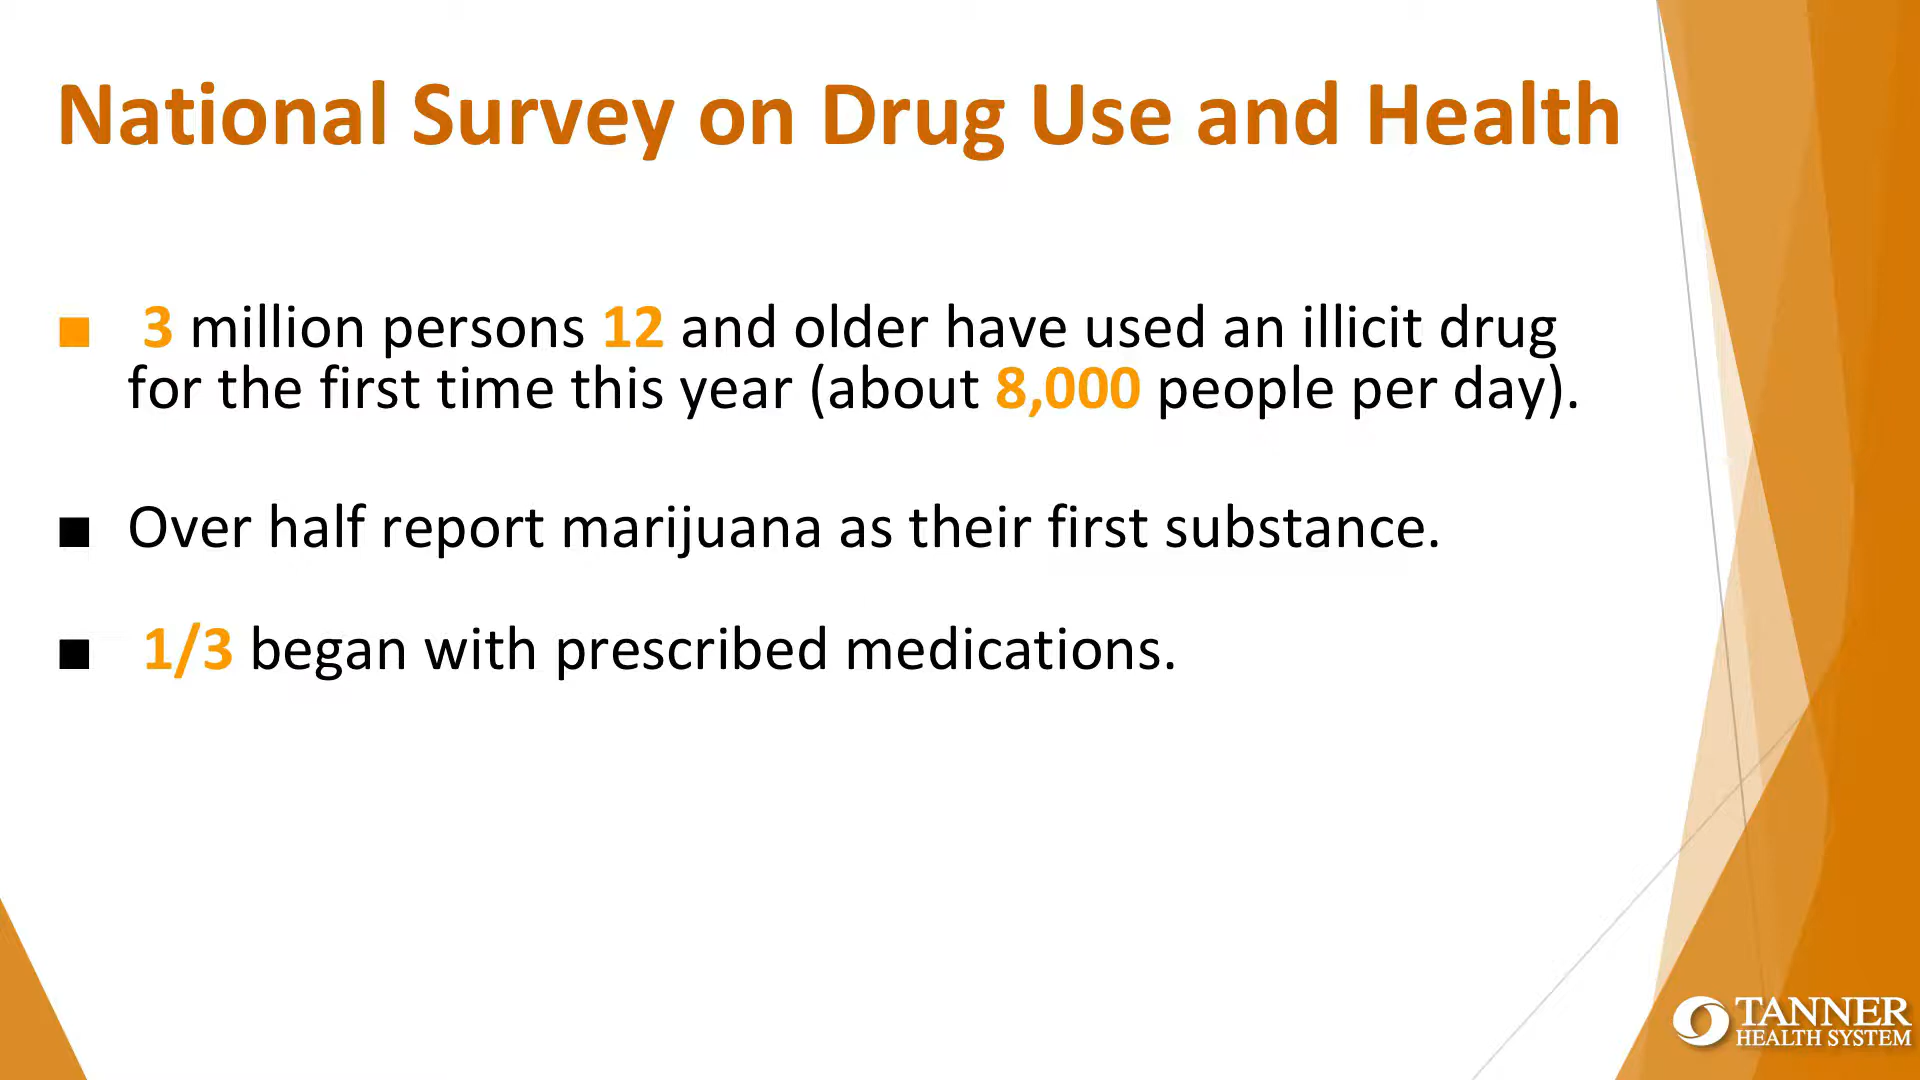 National Survey on Drug Use and Health
■ 3 million persons 12 and older have used an illicit drug
for the first time this year (about 8,000 people per day).
■ Over half report marijuana as their first substance.
■ 1/3 began with prescribed medications.
TANNER
HEALTH SYSTEM